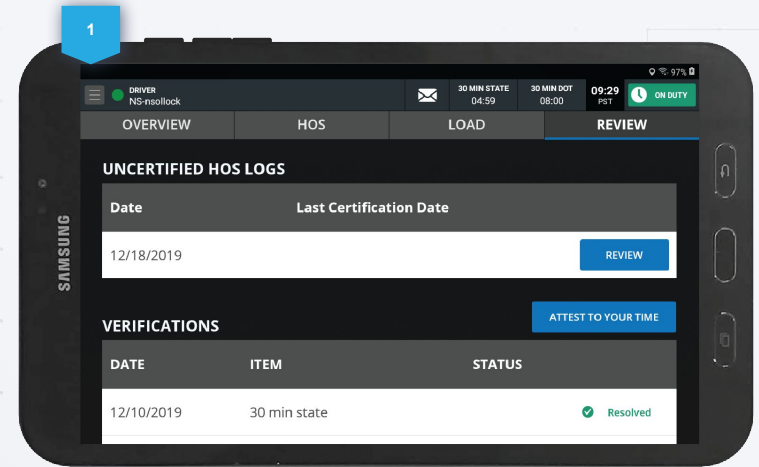 1
97%
DRIVER
NS-nsollock
30 MIN STATE
04:59
30 MIN DOT
08:00
09:29
PST
ON DUTY
OVERVIEW HOS LOAD REVIEW
UNCERTIFIED HOS LOGS
Date Last Certification Date
12/18/2019 REVIEW
ATTEST TO YOUR TIME
VERIFICATIONS
DATE ITEM STATUS
12/10/2019 30 min state Resolved
SAMSUNG